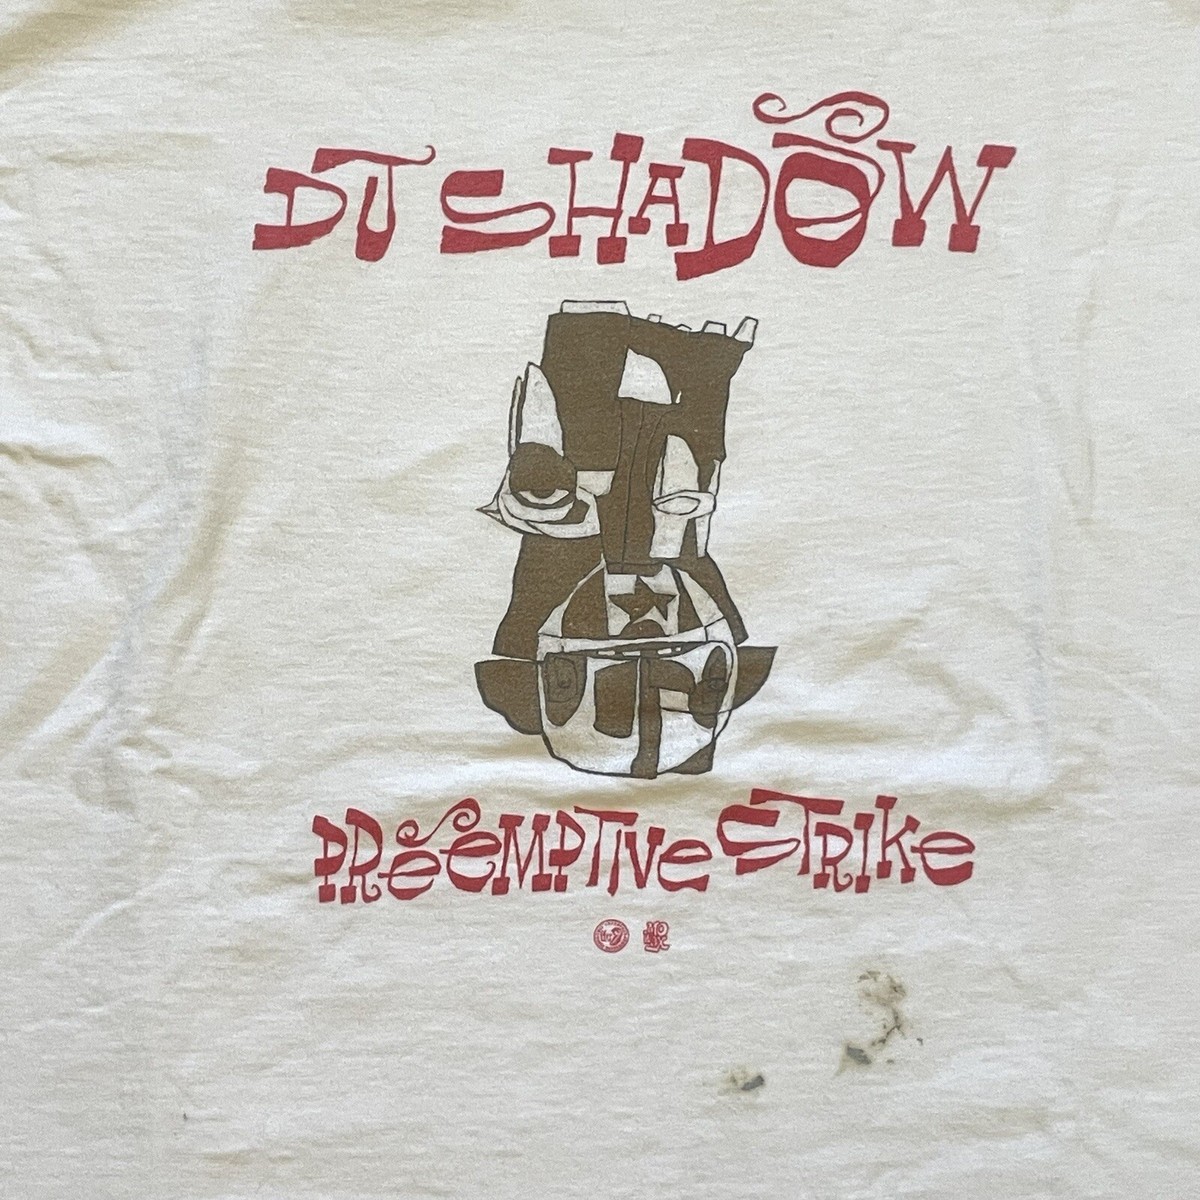 DJ SHADOW
PREEMPTIVE STRIKE